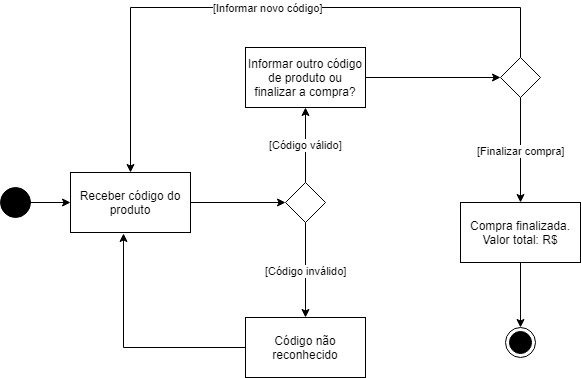 [Informar novo código]
Informar outro código
de produto ou
finalizar a compra?
[Código válido]
[Finalizar compra]
Receber código do
produto
Compra finalizada.
Valor total: R$
[Código inválido]
Código não
reconhecido